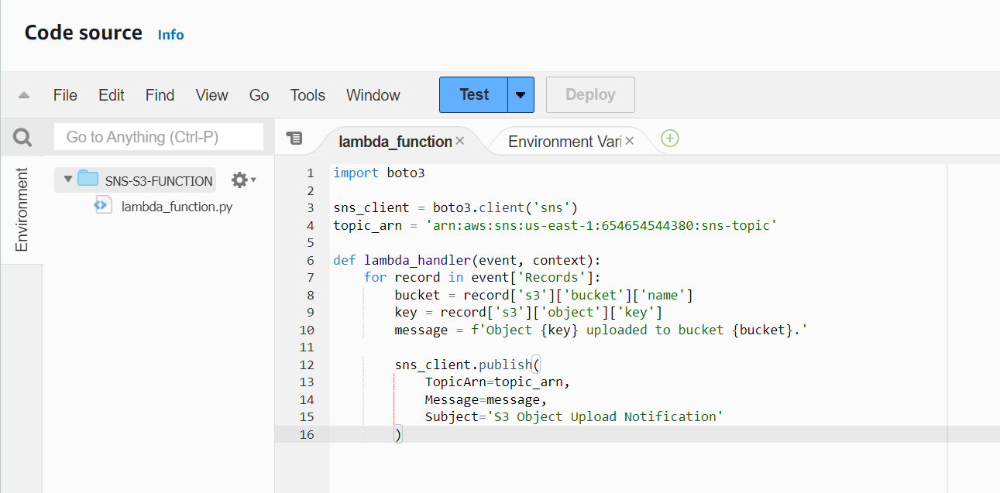 Code source Info
File Edit Find View Go Tools Window Test Deploy
Go to Anything (Ctrl-P)
lambda_function
Environment Vari
Environment
SNS-S3-FUNCTION
lambda_function.py
1 import boto3
2
3 sns_client = boto3.client('sns')
4 topic_arn = 'arn:aws:sns:us-east-1:654654544380:sns-topic'
5
6 def lambda_handler(event, context):
7     for record in event['Records']:
8         bucket = record['s3']['bucket']['name']
9         key = record['s3']['object']['key']
10         message = f'Object {key} uploaded to bucket {bucket}.'
11
12         sns_client.publish(
13             TopicArn=topic_arn,
14             Message=message,
15             Subject='S3 Object Upload Notification'
16         )